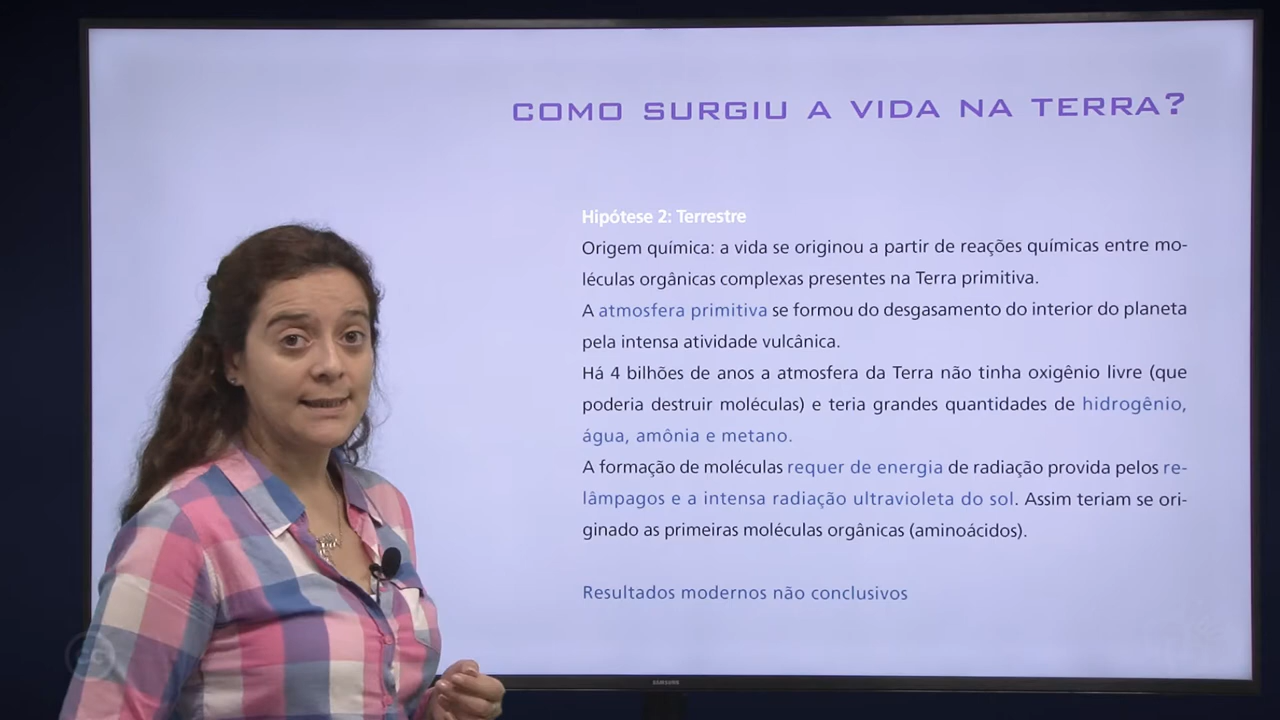 COMO SURGIU A VIDA NA TERRA?
Hipótese 2: Terrestre
Origem química: a vida se originou a partir de reações químicas entre mo-
léculas orgânicas complexas presentes na Terra primitiva.
A atmosfera primitiva se formou do desgasamento do interior do planeta
pela intensa atividade vulcânica.
Há 4 bilhões de anos a atmosfera da Terra não tinha oxigênio livre (que
poderia destruir moléculas) e teria grandes quantidades de hidrogênio,
água, amônia e metano.
A formação de moléculas requer de energia de radiação provida pelos re-
lâmpagos e a intensa radiação ultravioleta do sol. Assim teriam se ori-
ginado as primeiras moléculas orgânicas (aminoácidos).
Resultados modernos não conclusivos
SAMSUNG
cc